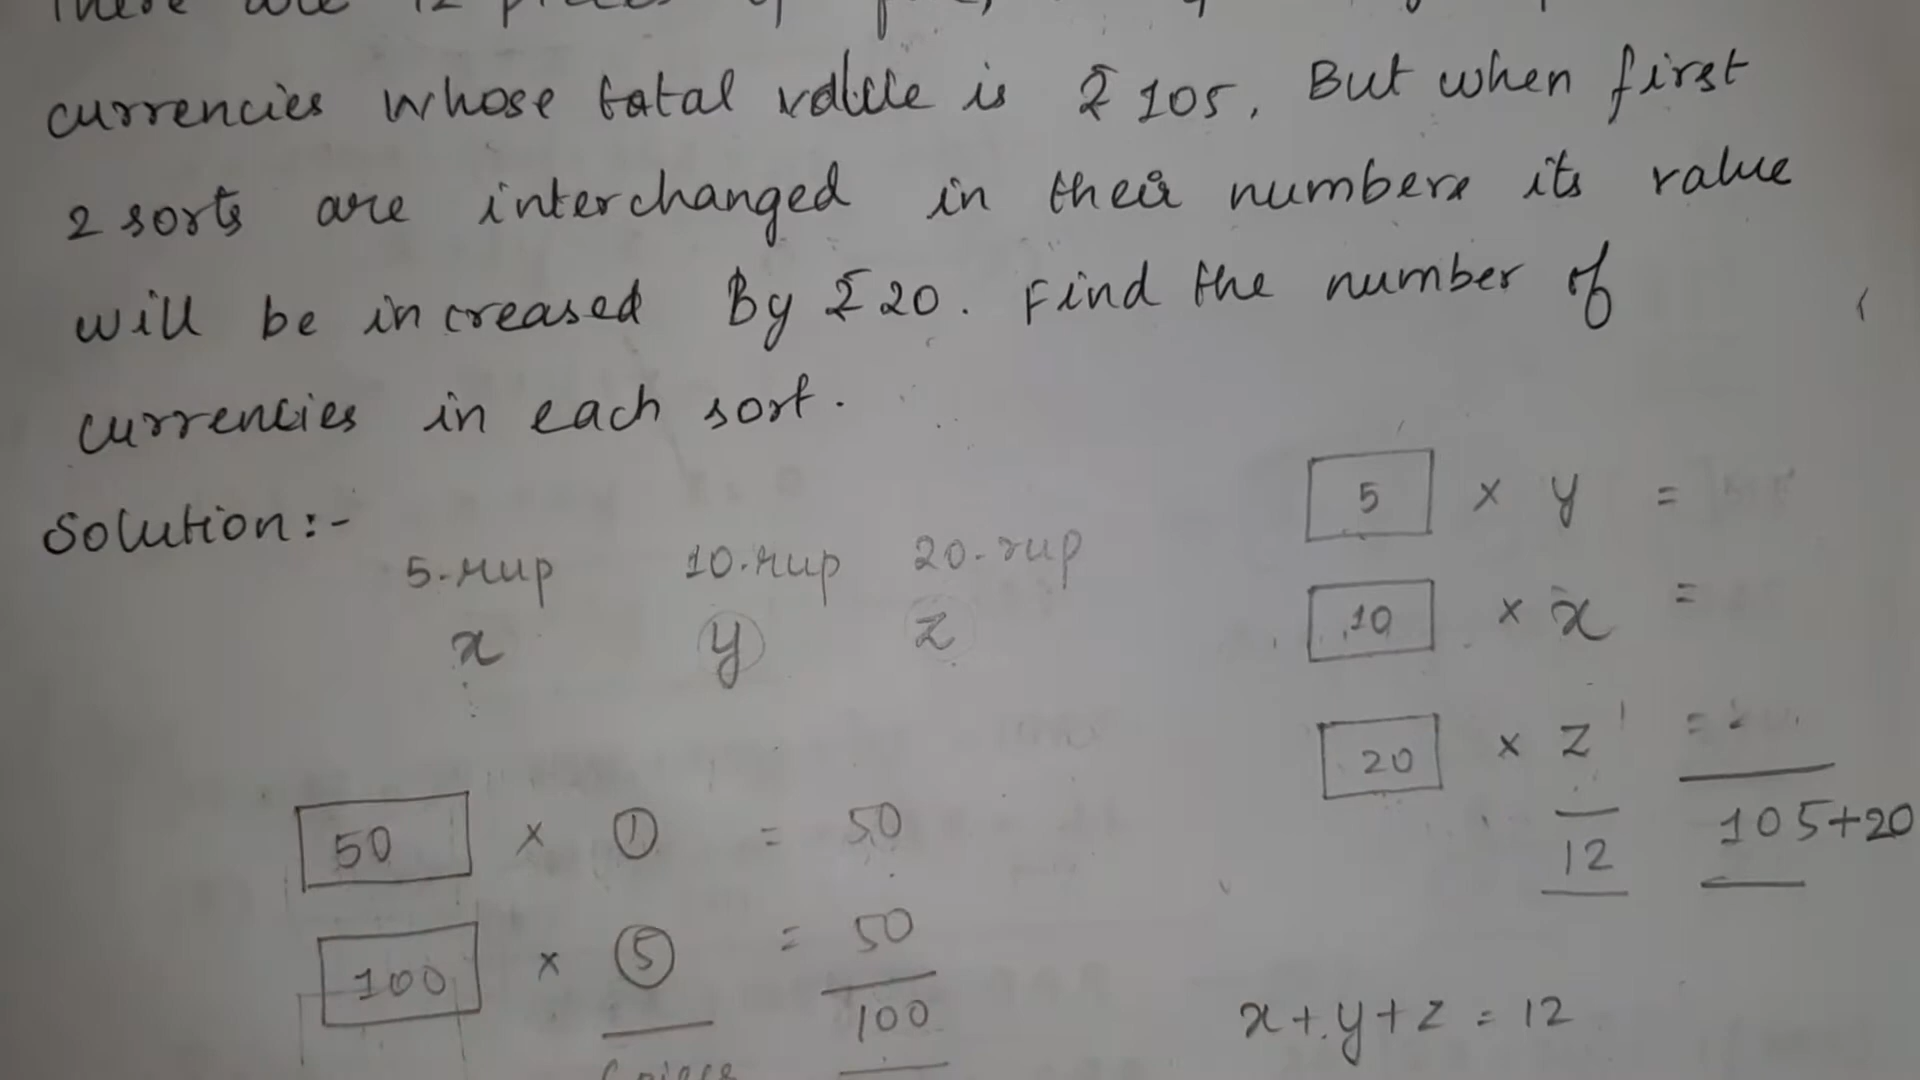 currencies whose total value is ₹ 105. But when first
2 sorts are interchanged in their numbers its value
will be increased By ₹ 20. Find the number of
currencies in each sort.
Solution:-
5-rup 10-rup 20-rup
x y z
5 × y =
10 × x =
20 × z =
12 105+20
50 × 1 = 50
100 × 5 = 50
100
x+y+z = 12